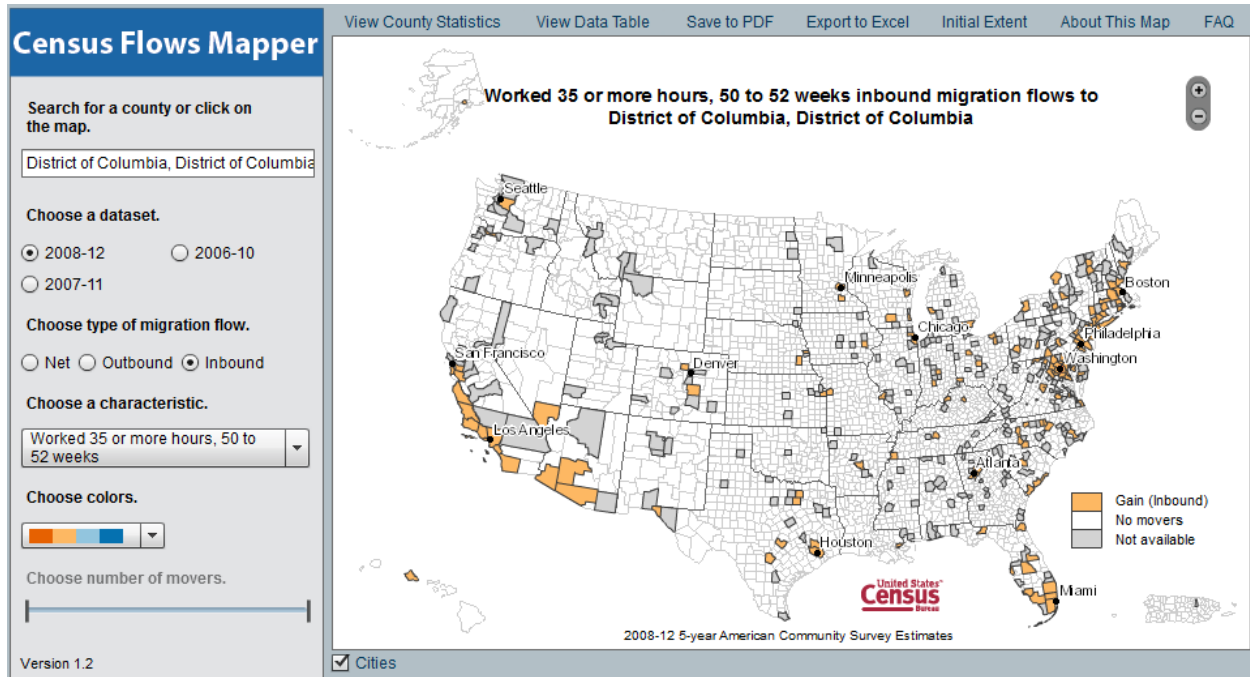 Census Flows Mapper
View County Statistics
View Data Table
Save to PDF
Export to Excel
Initial Extent
About This Map
FAQ
Search for a county or click on
the map.
District of Columbia, District of Columbia
Choose a dataset.
2008-12
2006-10
2007-11
Choose type of migration flow.
Net
Outbound
Inbound
Choose a characteristic.
Worked 35 or more hours, 50 to
52 weeks
Choose colors.
Choose number of movers.
Version 1.2
Worked 35 or more hours, 50 to 52 weeks inbound migration flows to
District of Columbia, District of Columbia
Seattle
Minneapolis
Boston
Chicago
Philadelphia
Washington
San Francisco
Denver
Los Angeles
Atlanta
Houston
Miami
Gain (Inbound)
No movers
Not available
United States™
Census
Bureau
2008-12 5-year American Community Survey Estimates
Cities